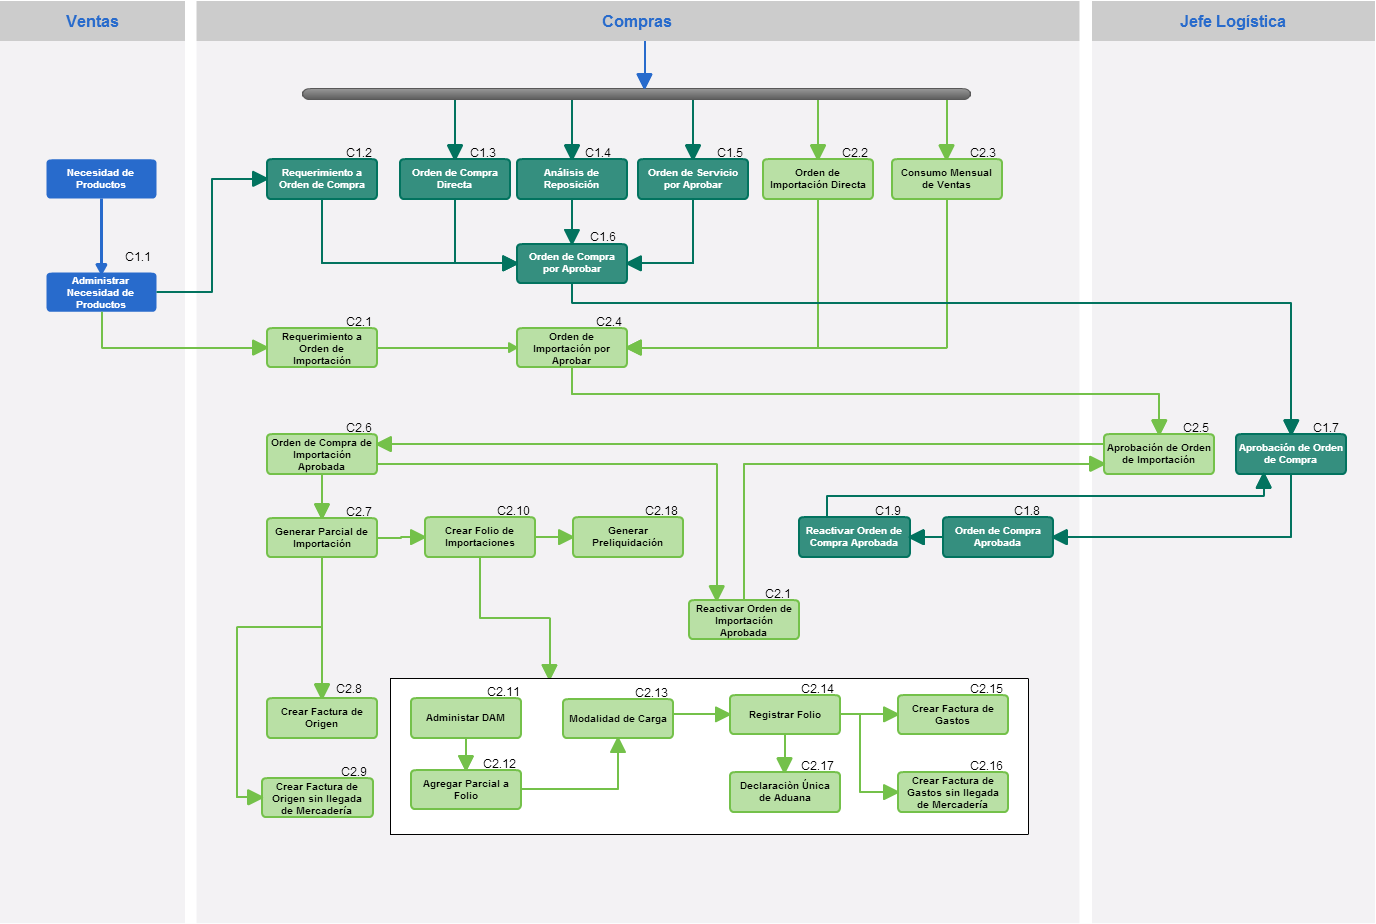 Ventas
Compras
Jefe Logística
C1.2
C1.3
C1.4
C1.5
C2.2
C2.3
Necesidad de
Productos
Requerimiento a
Orden de Compra
Orden de Compra
Directa
Análisis de
Reposición
Orden de Servicio
por Aprobar
Orden de
Importación Directa
Consumo Mensual
de Ventas
C1.1
Administrar
Necesidad de
Productos
C1.6
Orden de Compra
por Aprobar
C2.1
Requerimiento a
Orden de
Importación
C2.4
Orden de
Importación por
Aprobar
C2.6
Orden de Compra de
Importación
Aprobada
C2.5
Aprobación de Orden
de Importación
C1.7
Aprobación de Orden
de Compra
C2.7
Generar Parcial de
Importación
C2.10
Crear Folio de
Importaciones
C2.18
Generar
Preliquidación
C1.9
Reactivar Orden de
Compra Aprobada
C1.8
Orden de Compra
Aprobada
C2.1
Reactivar Orden de
Importación
Aprobada
C2.8
Crear Factura de
Origen
C2.9
Crear Factura de
Origen sin llegada
de Mercadería
C2.11
Administar DAM
C2.12
Agregar Parcial a
Folio
C2.13
Modalidad de Carga
C2.14
Registrar Folio
C2.15
Crear Factura de
Gastos
C2.17
Declaraciòn Única
de Aduana
C2.16
Crear Factura de
Gastos sin llegada
de Mercadería